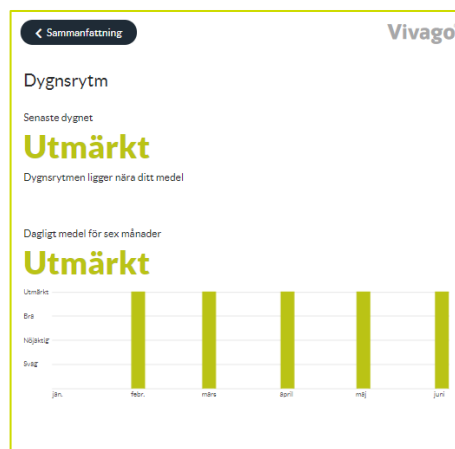 Sammanfattning
Vivago
Dygnsrytm
Senaste dygnet
Utmärkt
Dygnsrytmen ligger nära ditt medel
Dagligt medel för sex månader
Utmärkt
Utmärkt
Bra
Nöjaktig
Svag
jan.
febr.
mars
april
maj
juni